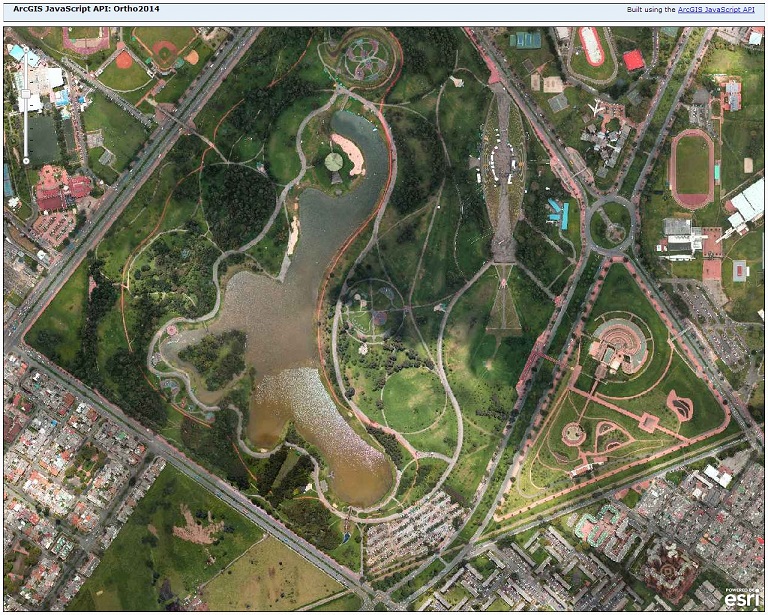 ArcGIS JavaScript API: Ortho2014
Built using the ArcGIS JavaScript API
POWERED BY
esri